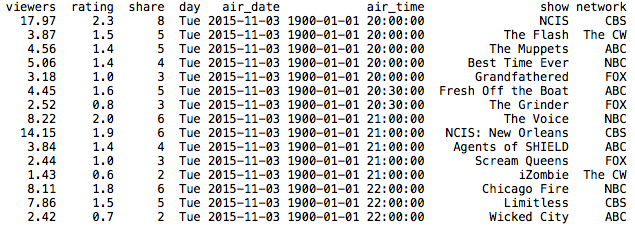 viewers rating share day air_date air_time show network
17.97 2.3 8 Tue 2015-11-03 1900-01-01 20:00:00 NCIS CBS
3.87 1.5 5 Tue 2015-11-03 1900-01-01 20:00:00 The Flash The CW
4.56 1.4 5 Tue 2015-11-03 1900-01-01 20:00:00 The Muppets ABC
5.06 1.4 4 Tue 2015-11-03 1900-01-01 20:00:00 Best Time Ever NBC
3.18 1.0 3 Tue 2015-11-03 1900-01-01 20:00:00 Grandfathered FOX
4.45 1.6 5 Tue 2015-11-03 1900-01-01 20:30:00 Fresh Off the Boat ABC
2.52 0.8 3 Tue 2015-11-03 1900-01-01 20:30:00 The Grinder FOX
8.22 2.0 6 Tue 2015-11-03 1900-01-01 21:00:00 The Voice NBC
14.15 1.9 6 Tue 2015-11-03 1900-01-01 21:00:00 NCIS: New Orleans CBS
3.84 1.4 4 Tue 2015-11-03 1900-01-01 21:00:00 Agents of SHIELD ABC
2.44 1.0 3 Tue 2015-11-03 1900-01-01 21:00:00 Scream Queens FOX
1.43 0.6 2 Tue 2015-11-03 1900-01-01 21:00:00 iZombie The CW
8.11 1.8 6 Tue 2015-11-03 1900-01-01 22:00:00 Chicago Fire NBC
7.86 1.5 5 Tue 2015-11-03 1900-01-01 22:00:00 Limitless CBS
2.42 0.7 2 Tue 2015-11-03 1900-01-01 22:00:00 Wicked City ABC